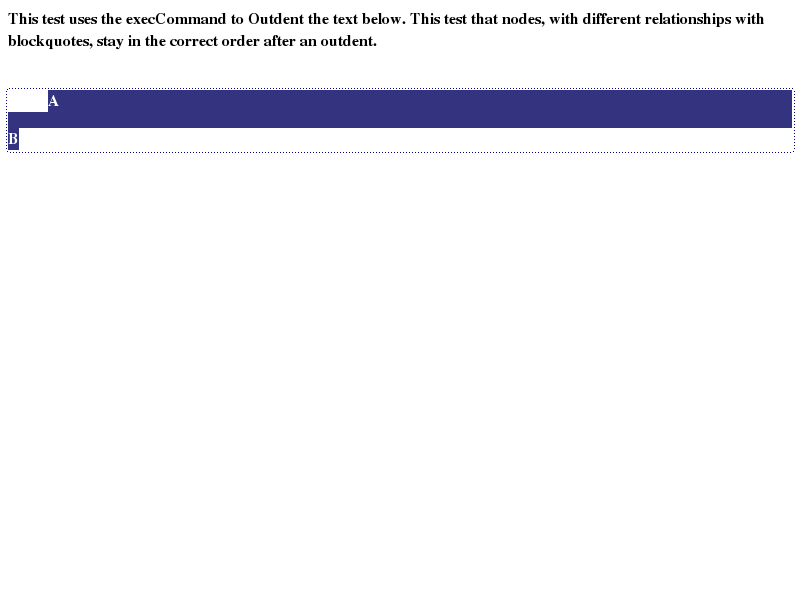 This test uses the execCommand to Outdent the text below. This test that nodes, with different relationships with
blockquotes, stay in the correct order after an outdent.
A
B